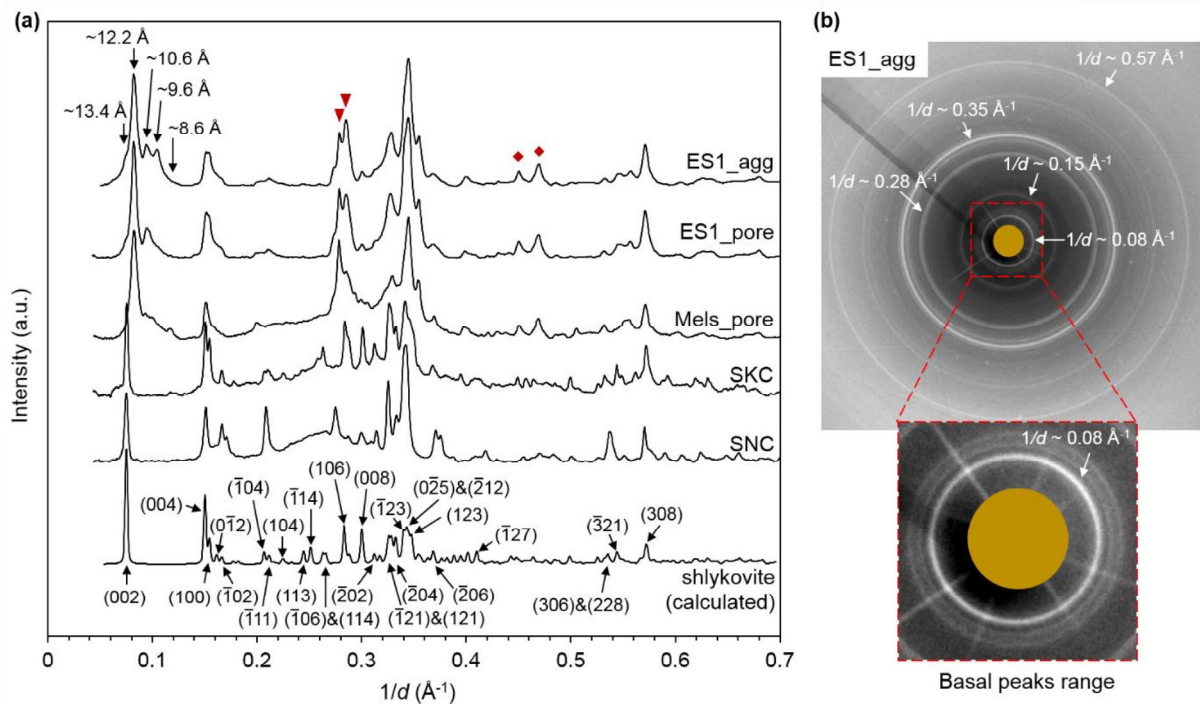 (a)
~12.2 Å
~10.6 Å
~9.6 Å
~13.4 Å
~8.6 Å
ES1_agg
ES1_pore
Mels_pore
SKC
SNC
(106)
(008)
(02̅5)&(2̅12)
(1̅14)
(1̅23)
(004)
(1̅04)
(123)
(01̅2)
(104)
(1̅27)
(3̅21)
(308)
shlykovite
(calculated)
(002)
(100)
(1̅02)
(113)
(2̅02)
(2̅04)
(2̅06)
(306)&(228)
(1̅11)
(1̅06)&(114)
(1̅21)&(121)
Intensity (a.u.)
0
0.1
0.2
0.3
0.4
0.5
0.6
0.7
1/d (Å⁻¹)
(b)
ES1_agg
1/d ~ 0.57 Å⁻¹
1/d ~ 0.35 Å⁻¹
1/d ~ 0.15 Å⁻¹
1/d ~ 0.28 Å⁻¹
1/d ~ 0.08 Å⁻¹
1/d ~ 0.08 Å⁻¹
Basal peaks range